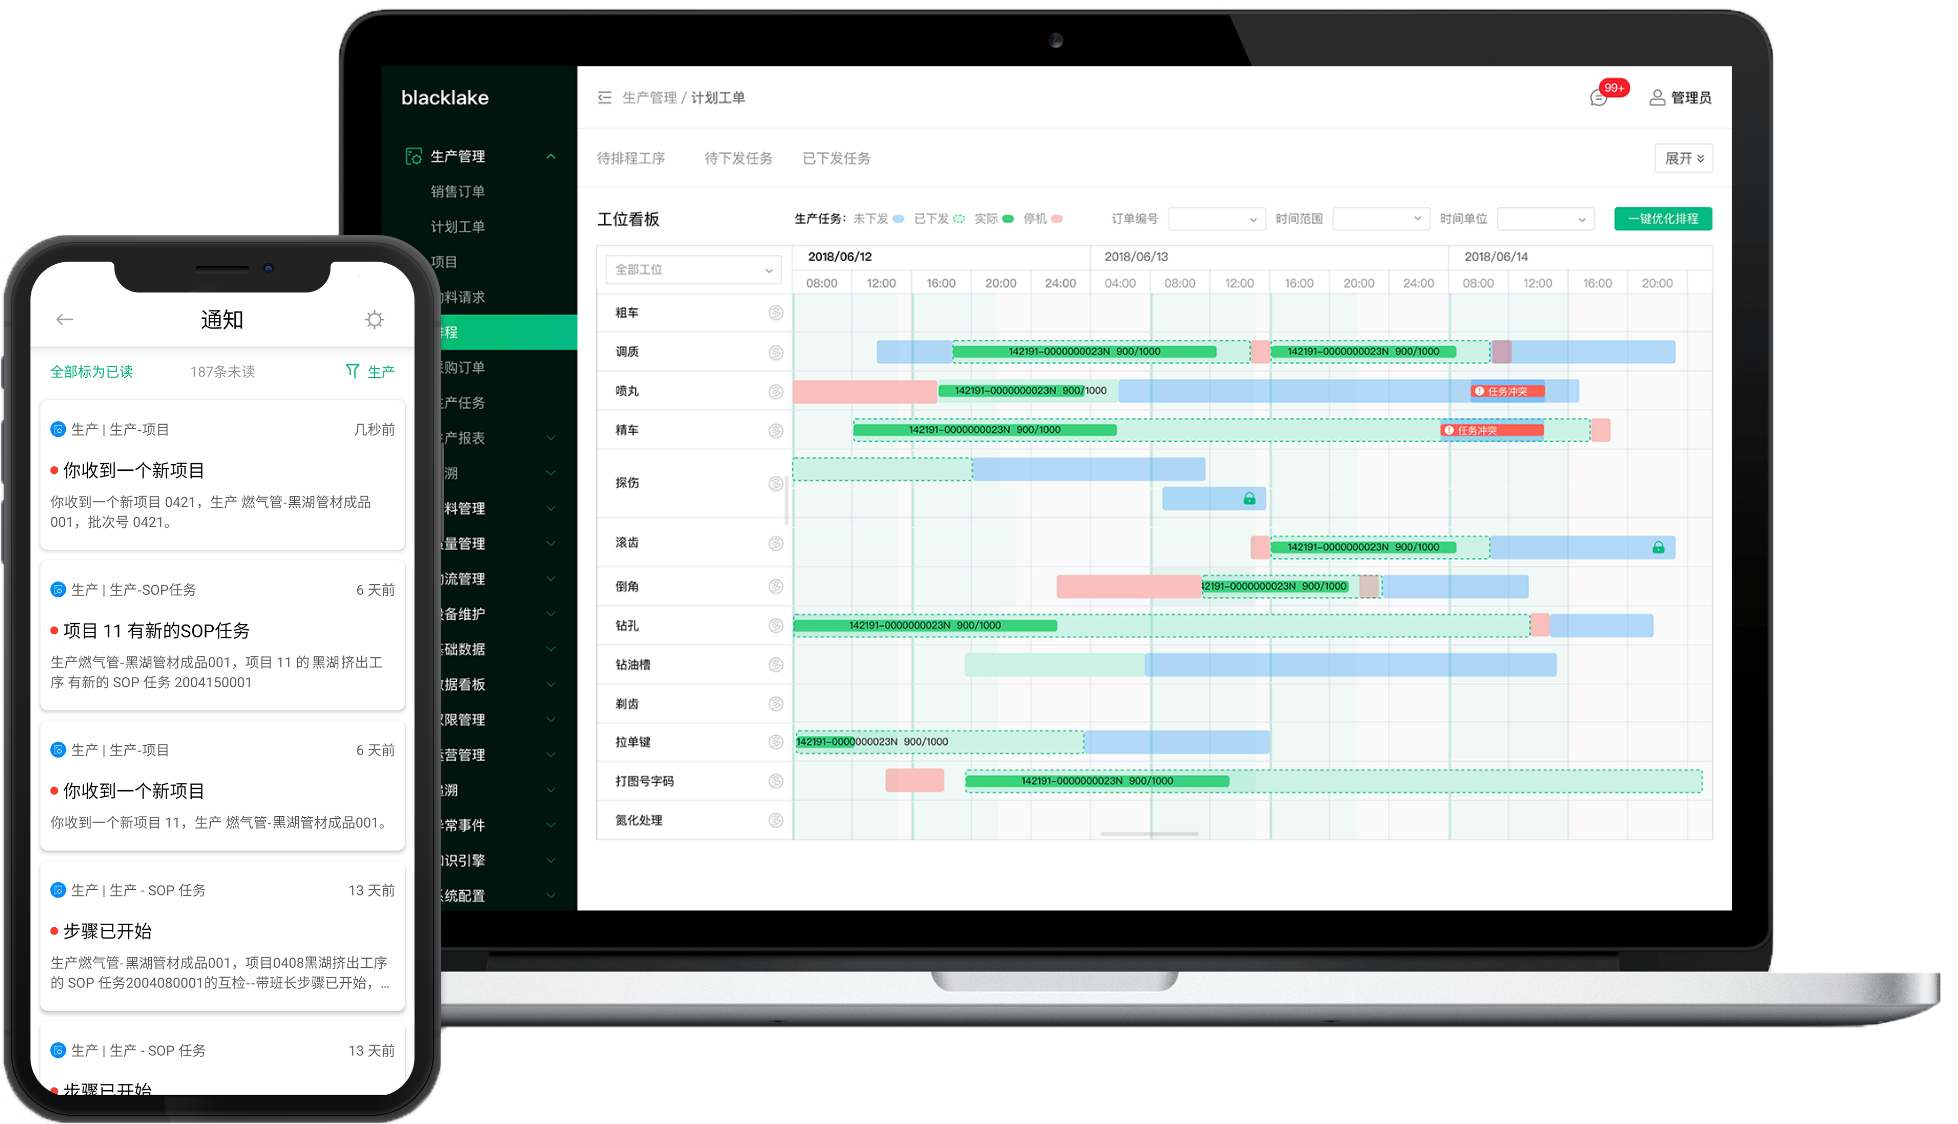 blacklake
生产管理
销售订单
计划工单
项目
料请求
程
购订单
产任务
产报表
溯
料管理
量管理
流管理
备维护
础数据
据看板
限管理
营管理
溯
常事件
识引擎
统配置
生产管理 / 计划工单
99+
管理员
待排程工序 待下发任务 已下发任务
展开
工位看板
生产任务: 未下发 已下发 实际 停机
订单编号 时间范围 时间单位
一键优化排程
全部工位
2018/06/12 2018/06/13 2018/06/14
08:00 12:00 16:00 20:00 24:00 04:00 08:00 12:00 16:00 20:00 24:00 08:00 12:00 16:00 20:00
粗车
调质 142191-0000000023N 900/1000 142191-0000000023N 900/1000
喷丸 142191-0000000023N 900/1000 任务冲突
精车 142191-0000000023N 900/1000 任务冲突
探伤
滚齿 142191-0000000023N 900/1000
倒角 42191-0000000023N 900/1000
钻孔 142191-0000000023N 900/1000
钻油槽
剃齿
拉单键 142191-0000000023N 900/1000
打图号字码 142191-0000000023N 900/1000
氮化处理
通知
全部标为已读 187条未读 生产
生产 | 生产-项目 几秒前
你收到一个新项目
你收到一个新项目 0421，生产 燃气管-黑湖管材成品
001，批次号 0421。
生产 | 生产-SOP任务 6 天前
项目 11 有新的SOP任务
生产燃气管-黑湖管材成品001，项目 11 的 黑湖挤出工
序 有新的 SOP 任务 2004150001
生产 | 生产-项目 6 天前
你收到一个新项目
你收到一个新项目 11，生产 燃气管-黑湖管材成品001。
生产 | 生产 - SOP 任务 13 天前
步骤已开始
生产燃气管-黑湖管材成品001，项目0408黑湖挤出工序
的 SOP 任务2004080001的互检--带班长步骤已开始，...
生产 | 生产 - SOP 任务 13 天前
步骤已开始